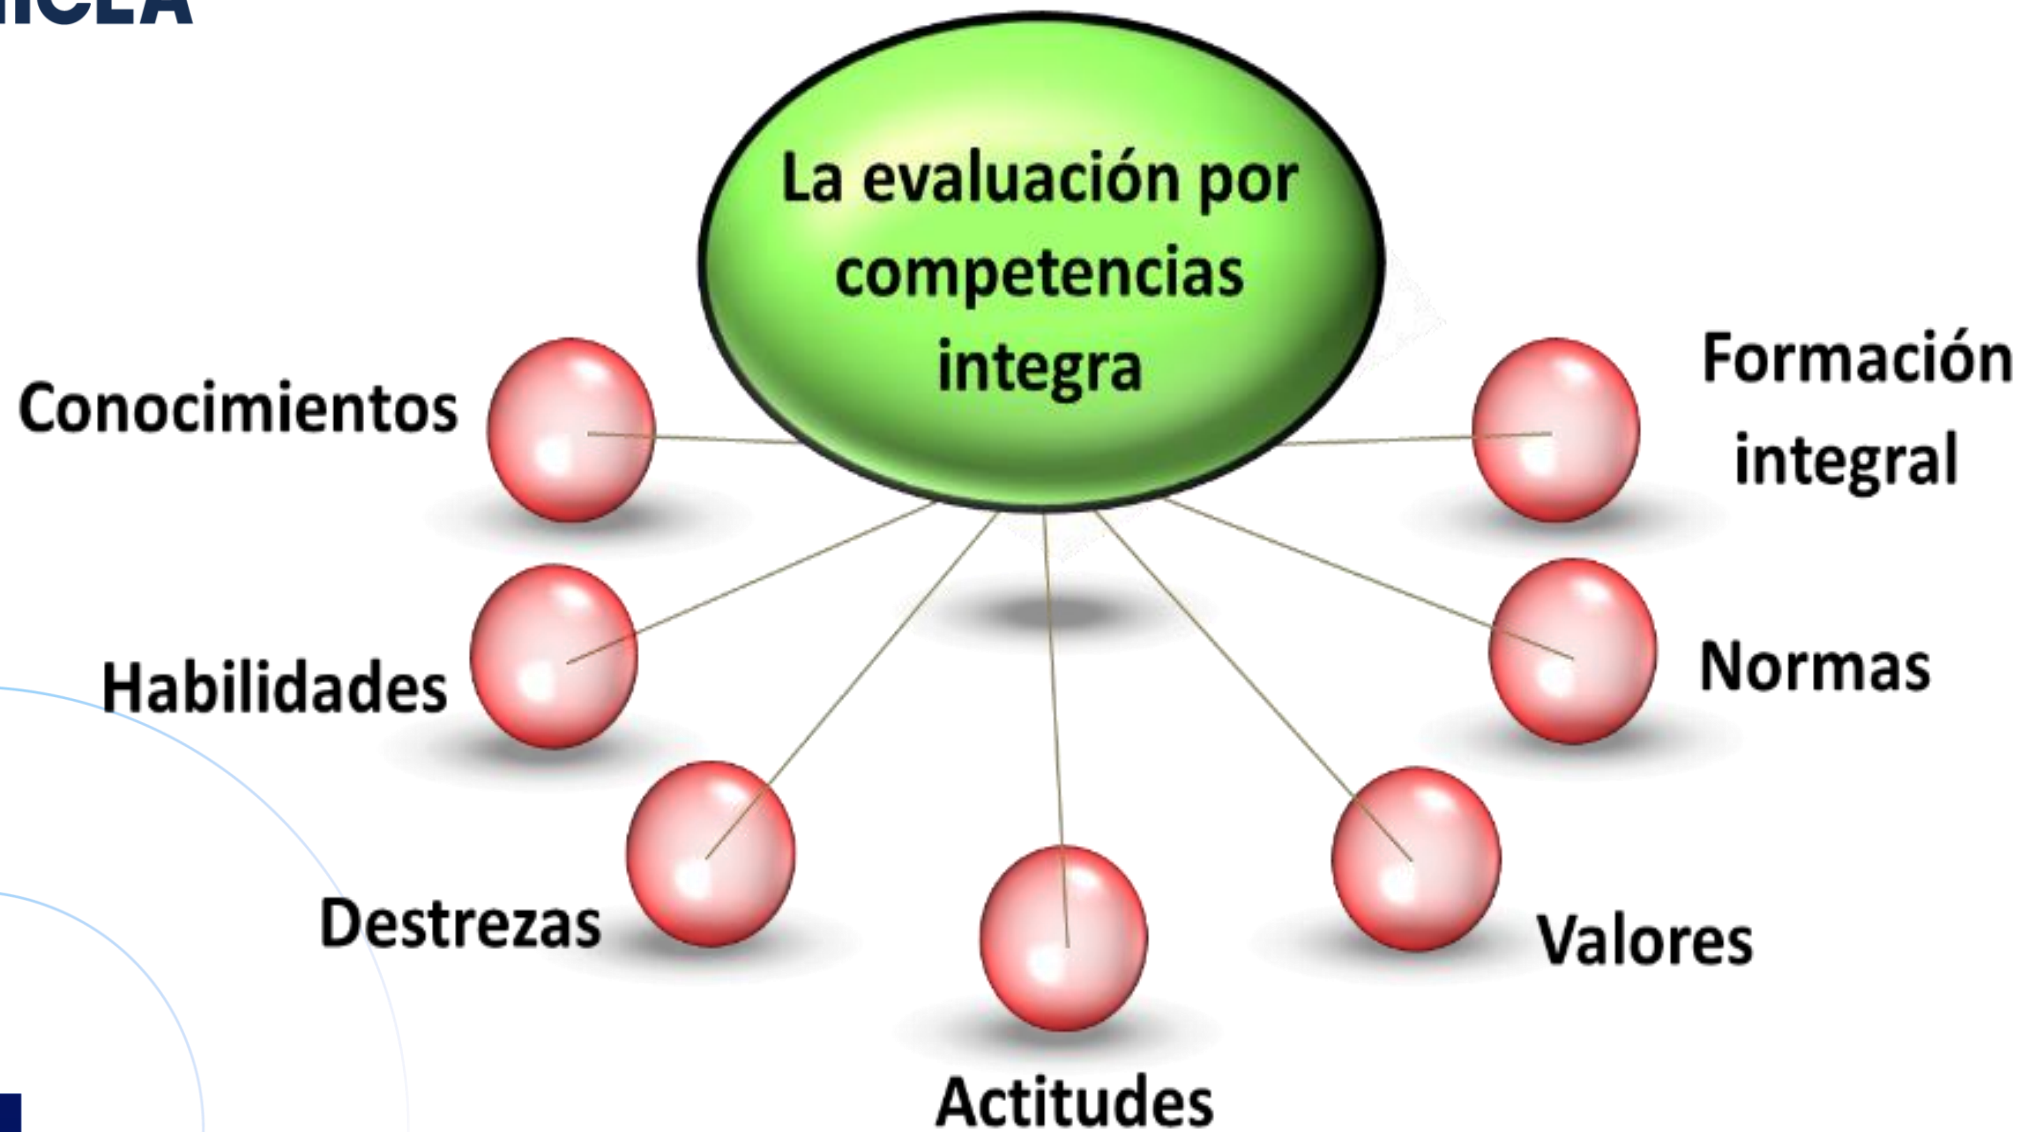 La evaluación por
competencias
integra
Conocimientos
Formación
integral
Habilidades
Normas
Destrezas
Valores
Actitudes